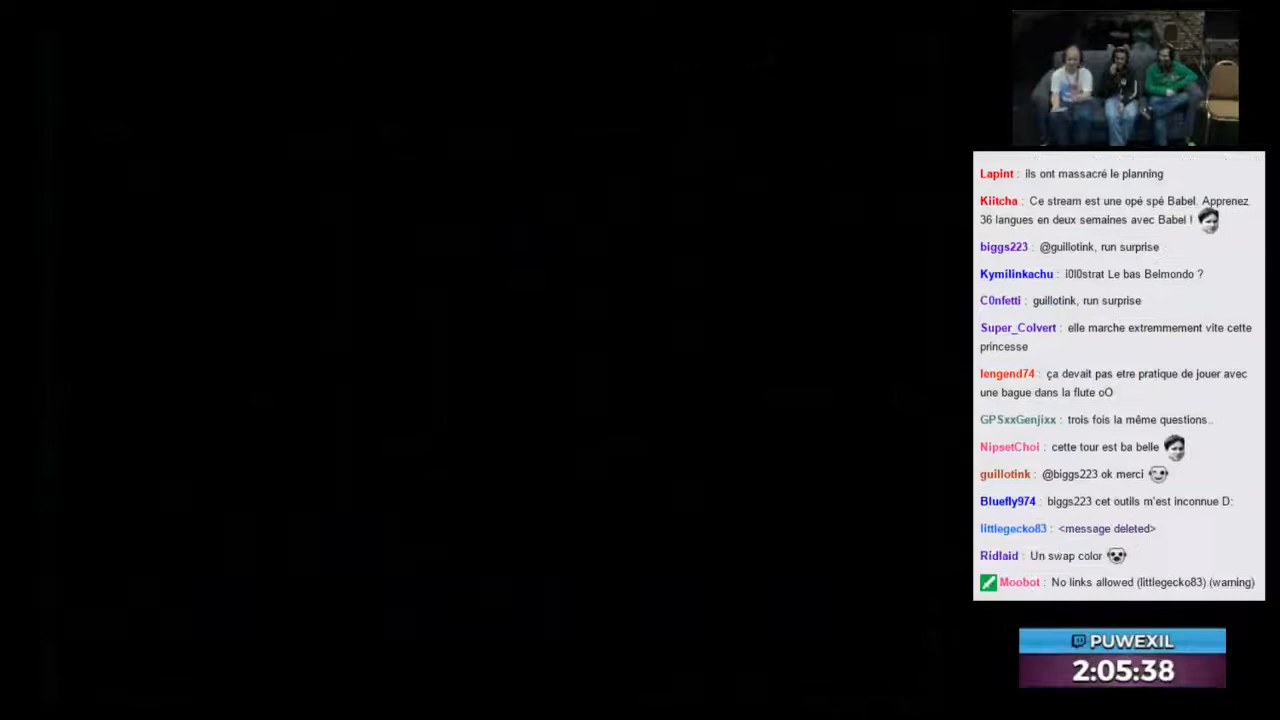 Lapint : ils ont massacré le planning
Kiitcha : Ce stream est une opé spé Babel. Apprenez
36 langues en deux semaines avec Babel !
biggs223 : @guillotink, run surprise
Kymilinkachu : i0l0strat Le bas Belmondo ?
C0nfetti : guillotink, run surprise
Super_Colvert : elle marche extremmement vite cette
princesse
lengend74 : ça devait pas etre pratique de jouer avec
une bague dans la flute oO
GPSxxGenjixx : trois fois la même questions..
NipsetChoi : cette tour est ba belle
guillotink : @biggs223 ok merci
Bluefly974 : biggs223 cet outils m'est inconnue D:
littlegecko83 : <message deleted>
Ridlaid : Un swap color
Moobot : No links allowed (littlegecko83) (warning)
PUWEXIL
2:05:38